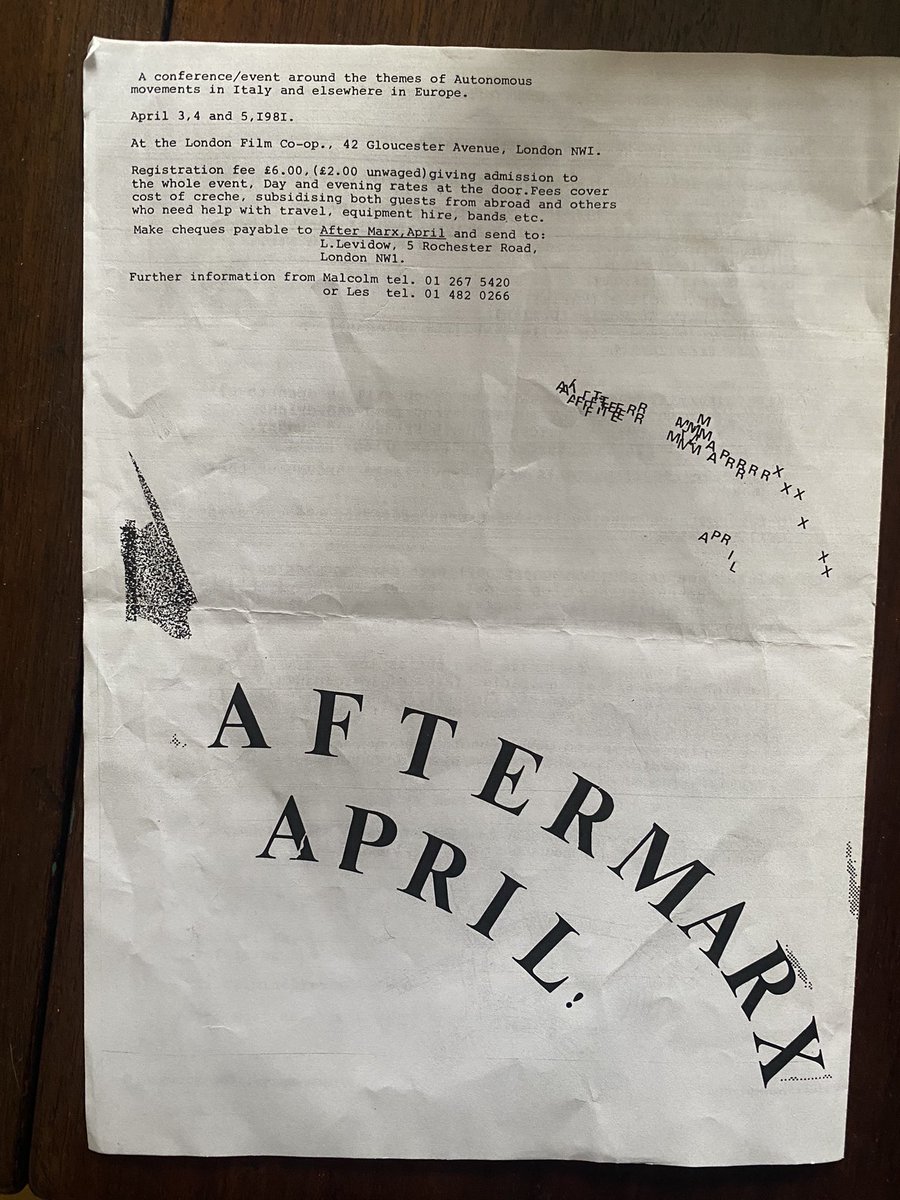 A conference/event around the themes of Autonomous
movements in Italy and elsewhere in Europe.
April 3,4 and 5,I98I.
At the London Film Co-op., 42 Gloucester Avenue, London NWI.
Registration fee £6.00,(£2.00 unwaged)giving admission to
the whole event, Day and evening rates at the door.Fees cover
cost of creche, subsidising both guests from abroad and others
who need help with travel, equipment hire, bands etc.
Make cheques payable to After Marx,April and send to:
L.Levidow, 5 Rochester Road,
London NW1.
Further information from Malcolm tel. 01 267 5420
or Les tel. 01 482 0266
APRIL
AFTERMARX
APRIL!